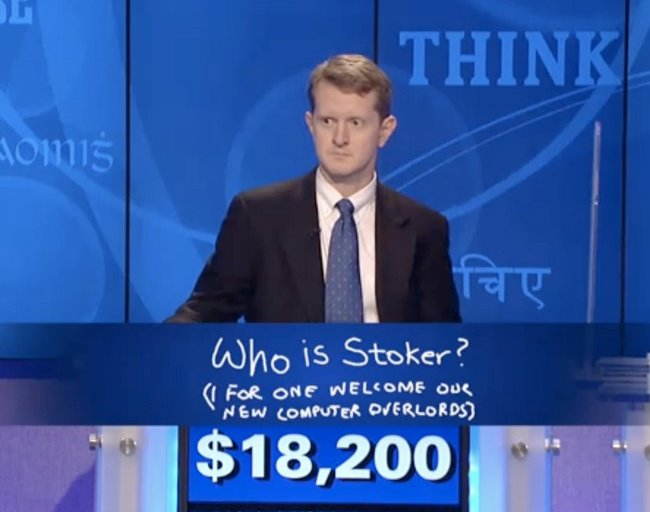 THINK
Who is Stoker?
(I FOR ONE WELCOME OUR
NEW COMPUTER OVERLORDS)
$18,200